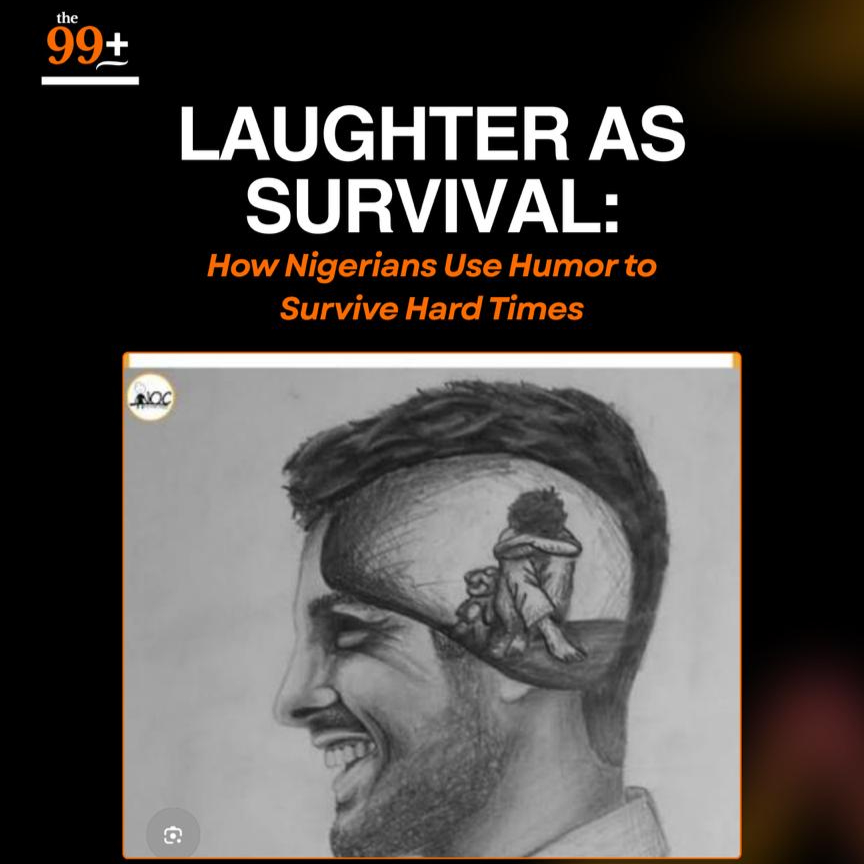 the
99+
LAUGHTER AS
SURVIVAL:
How Nigerians Use Humor to
Survive Hard Times